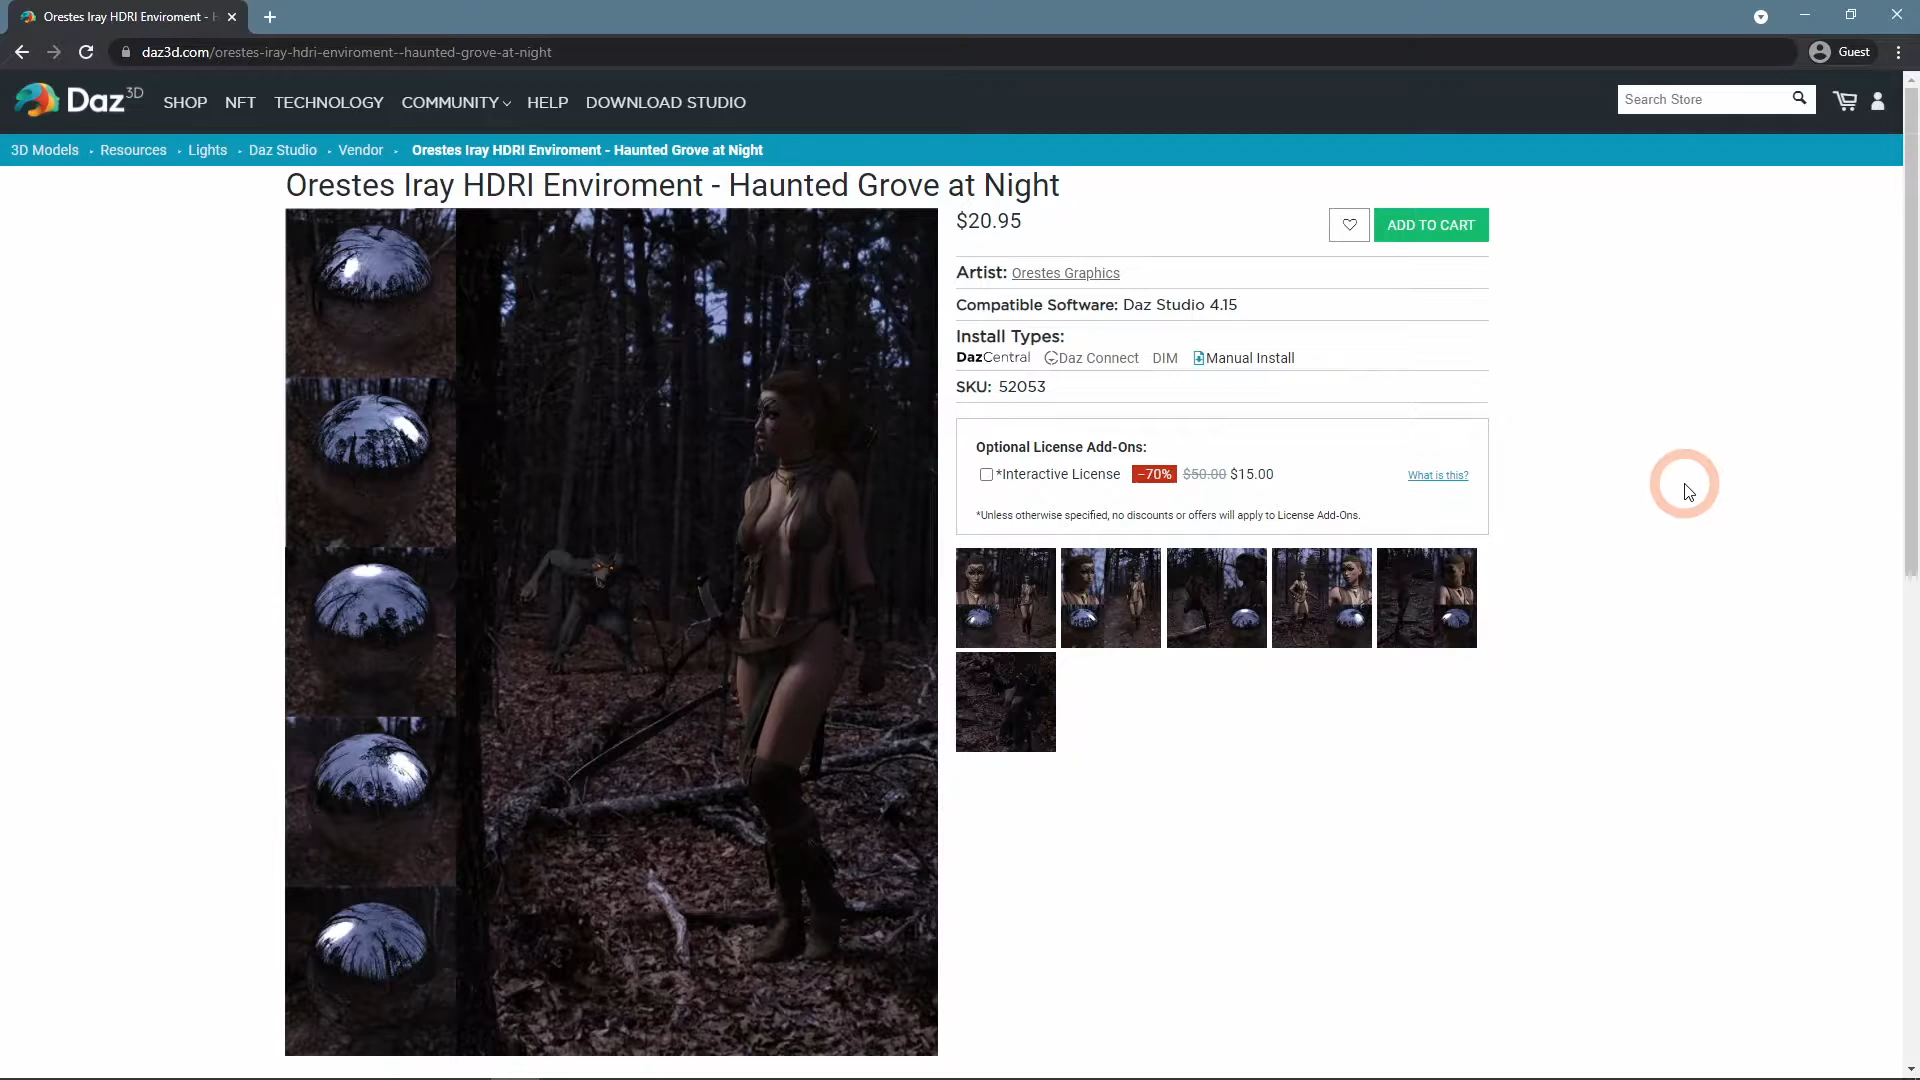 Orestes Iray HDRI Enviroment -
daz3d.com/orestes-iray-hdri-enviroment--haunted-grove-at-night
Guest
Daz 3D
SHOP NFT TECHNOLOGY COMMUNITY HELP DOWNLOAD STUDIO
Search Store
3D Models Resources Lights Daz Studio Vendor Orestes Iray HDRI Enviroment - Haunted Grove at Night
Orestes Iray HDRI Enviroment - Haunted Grove at Night
$20.95
ADD TO CART
Artist: Orestes Graphics
Compatible Software: Daz Studio 4.15
Install Types:
DazCentral Daz Connect DIM Manual Install
SKU: 52053
Optional License Add-Ons:
*Interactive License -70% $50.00 $15.00 What is this?
*Unless otherwise specified, no discounts or offers will apply to License Add-Ons.